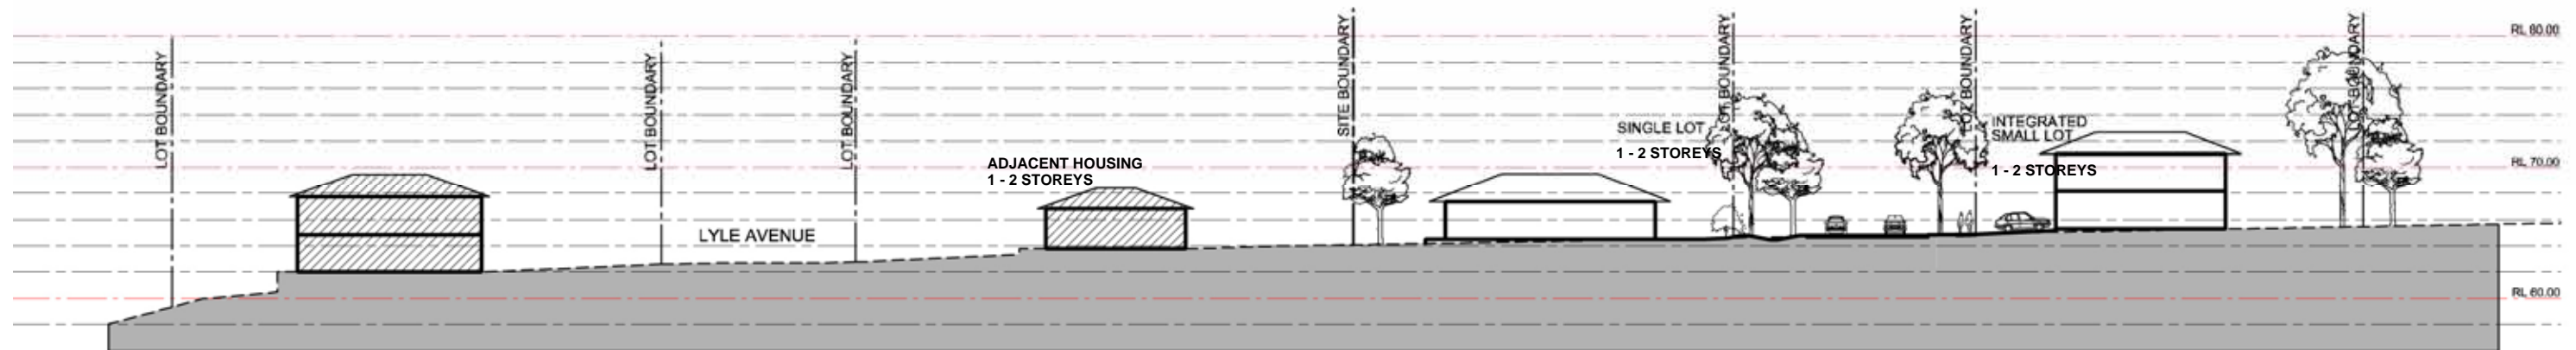 LOT BOUNDARY
LOT BOUNDARY
LOT BOUNDARY
SITE BOUNDARY
LOT BOUNDARY
LOT BOUNDARY
LOT BOUNDARY
RL 80.00
SINGLE LOT
1 - 2 STOREYS
INTEGRATED
SMALL LOT
1 - 2 STOREYS
ADJACENT HOUSING
1 - 2 STOREYS
RL 70.00
LYLE AVENUE
RL 60.00